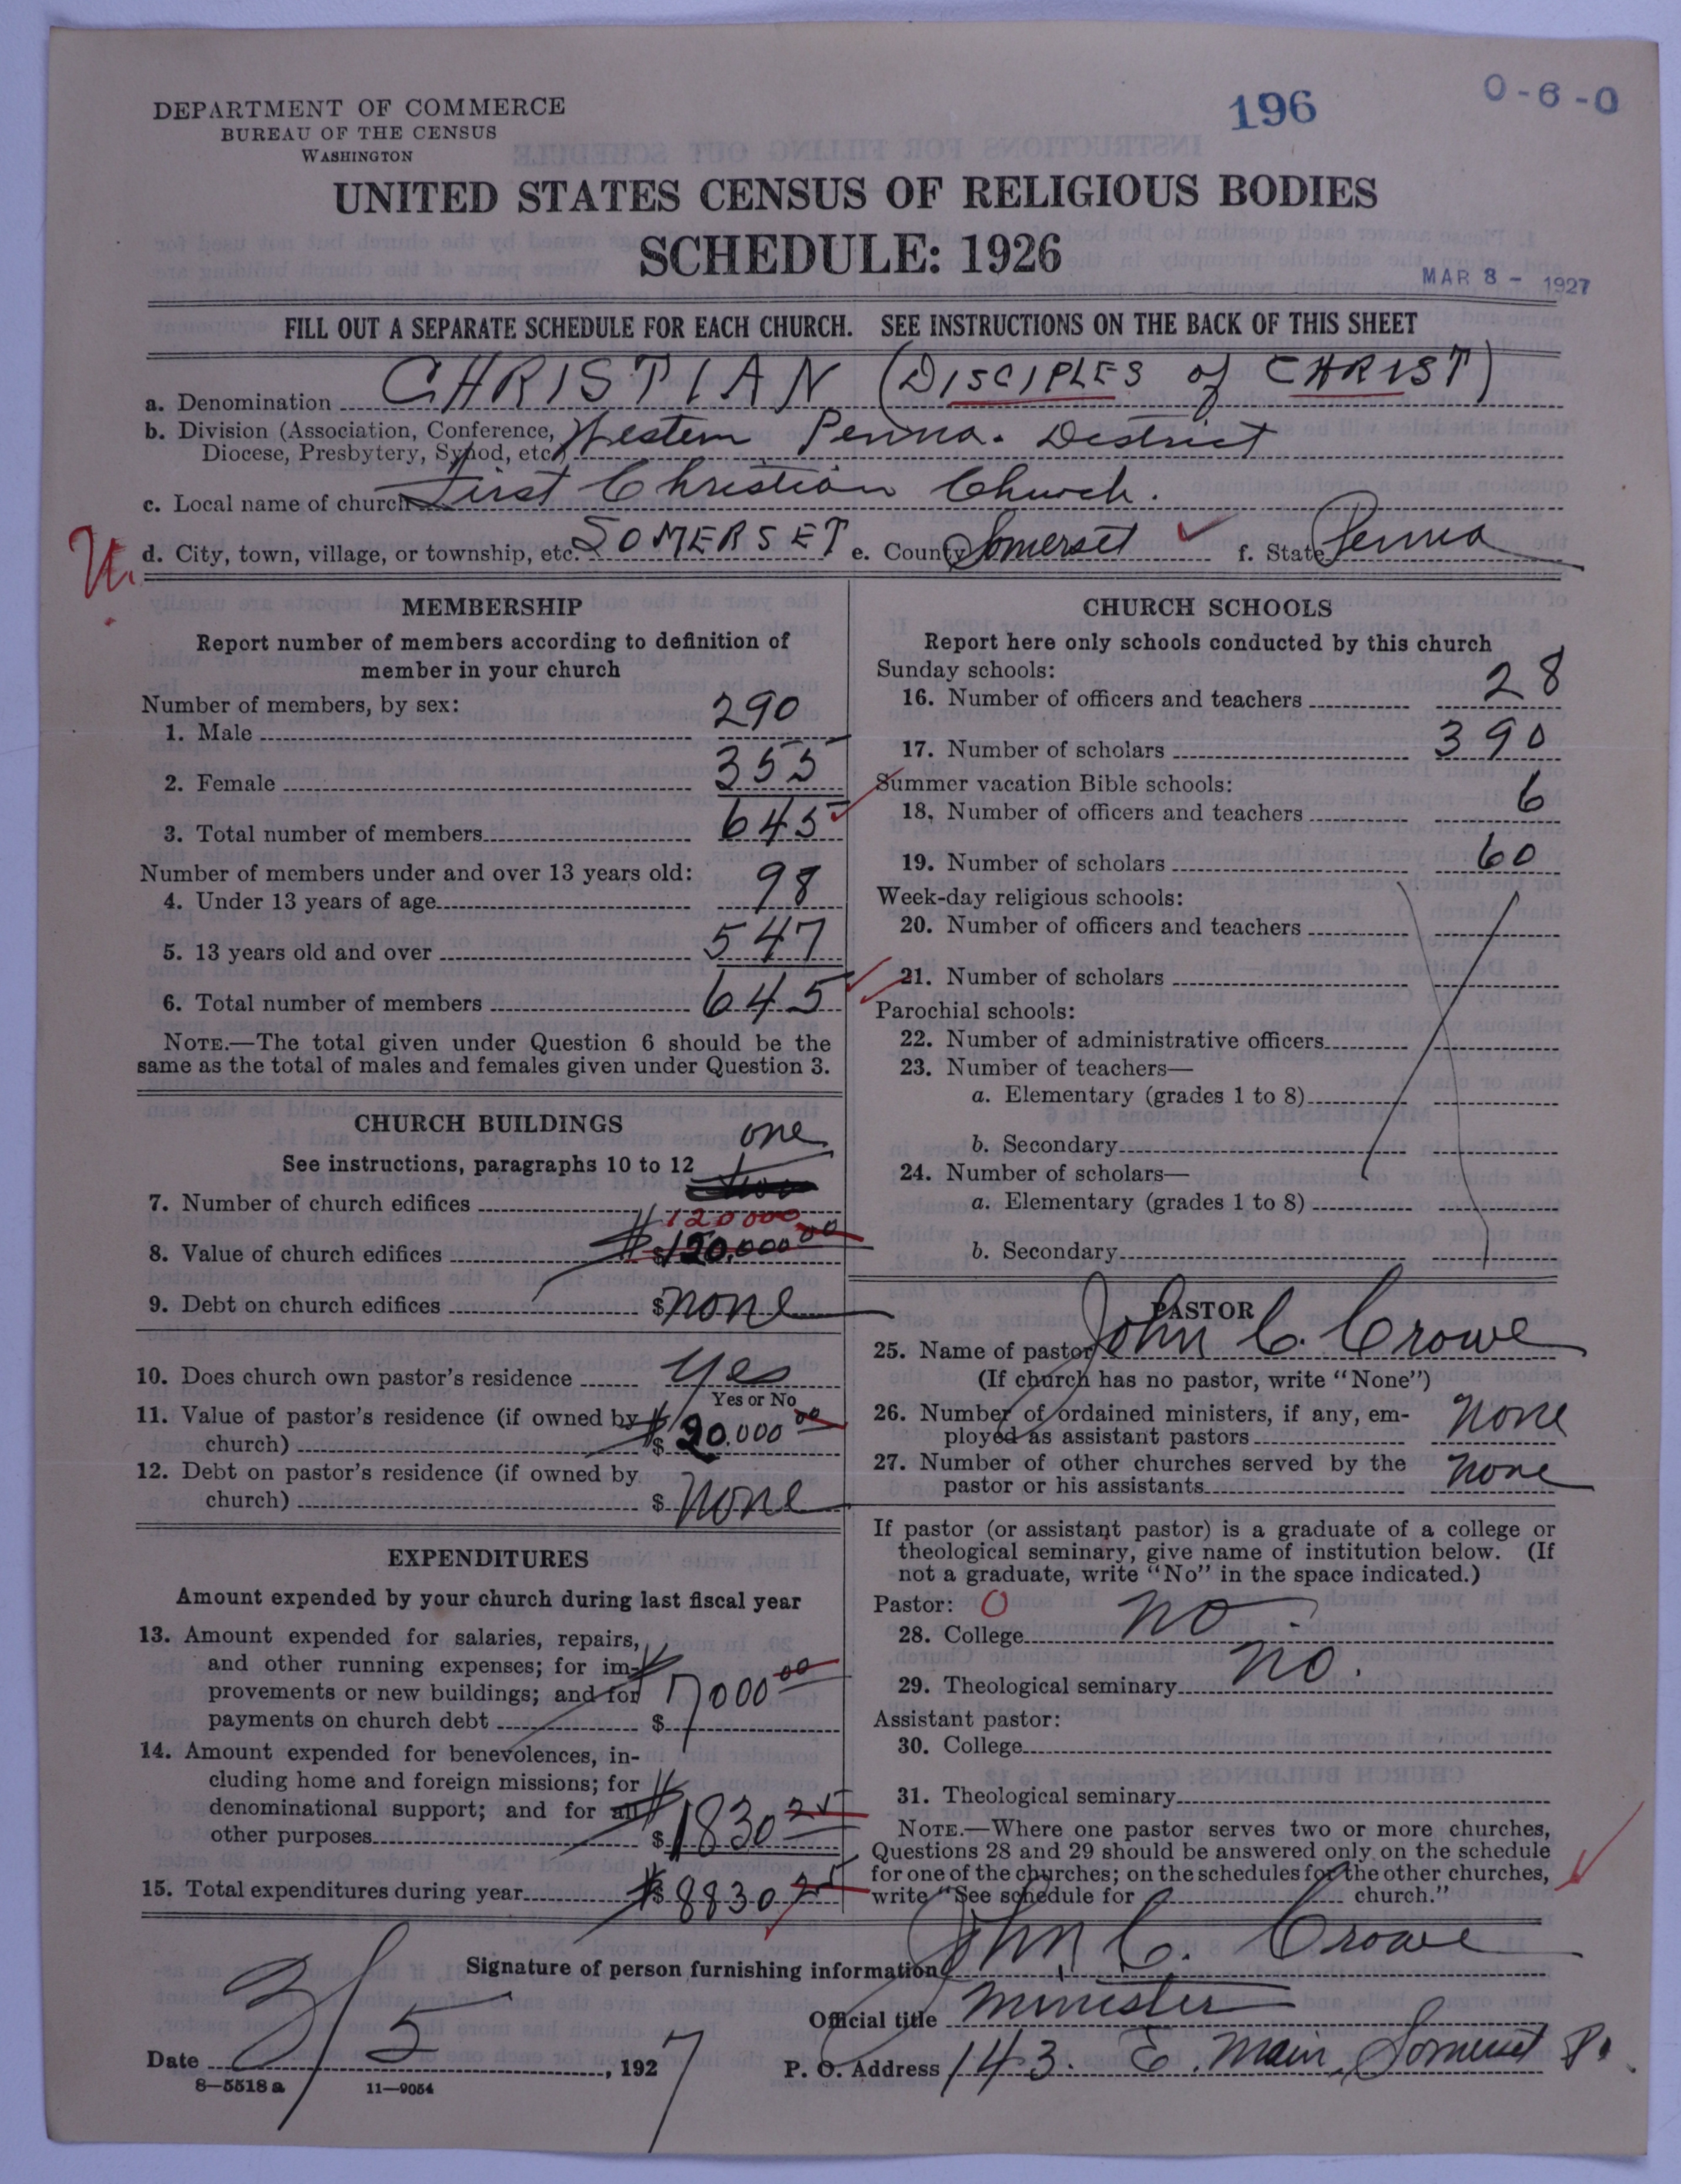 196
0-6-0
DEPARTMENT OF COMMERCE
BUREAU OF THE CENSUS
WASHINGTON
UNITED STATES CENSUS OF RELIGIOUS BODIES
SCHEDULE: 1926
MAR 8 - 1927
FILL OUT A SEPARATE SCHEDULE FOR EACH CHURCH. SEE INSTRUCTIONS ON THE BACK OF THIS SHEET
a. Denomination CHRISTIAN (DISCIPLES of CHRIST)
b. Division (Association, Conference, Diocese, Presbytery, Synod, etc.) Western Penna. District
c. Local name of church First Christian Church.
d. City, town, village, or township, etc. SOMERSET e. County Somerset f. State Penna
MEMBERSHIP
Report number of members according to definition of
member in your church
Number of members, by sex:
1. Male 290
2. Female 355
3. Total number of members 645
Number of members under and over 13 years old:
4. Under 13 years of age 98
5. 13 years old and over 547
6. Total number of members 645
NOTE.—The total given under Question 6 should be the
same as the total of males and females given under Question 3.
CHURCH BUILDINGS
See instructions, paragraphs 10 to 12
7. Number of church edifices one
120000
8. Value of church edifices $120,000 00
9. Debt on church edifices $ none
10. Does church own pastor's residence yes
Yes or No
11. Value of pastor's residence (if owned by
church) $ 20.000 00
12. Debt on pastor's residence (if owned by
church) $ None
EXPENDITURES
Amount expended by your church during last fiscal year
13. Amount expended for salaries, repairs,
and other running expenses; for im-
provements or new buildings; and for
payments on church debt $ 7000 00
14. Amount expended for benevolences, in-
cluding home and foreign missions; for
denominational support; and for all
other purposes $ 1830 25
15. Total expenditures during year $ 8830 25
CHURCH SCHOOLS
Report here only schools conducted by this church
Sunday schools:
16. Number of officers and teachers 28
17. Number of scholars 390
Summer vacation Bible schools:
18. Number of officers and teachers 6
19. Number of scholars 60
Week-day religious schools:
20. Number of officers and teachers
21. Number of scholars
Parochial schools:
22. Number of administrative officers
23. Number of teachers—
a. Elementary (grades 1 to 8)
b. Secondary
24. Number of scholars—
a. Elementary (grades 1 to 8)
b. Secondary
PASTOR
25. Name of pastor John C. Crowe
(If church has no pastor, write "None")
26. Number of ordained ministers, if any, em-
ployed as assistant pastors none
27. Number of other churches served by the
pastor or his assistants none
If pastor (or assistant pastor) is a graduate of a college or
theological seminary, give name of institution below. (If
not a graduate, write "No" in the space indicated.)
Pastor: 0
28. College no -
29. Theological seminary no.
Assistant pastor:
30. College
31. Theological seminary
NOTE.—Where one pastor serves two or more churches,
Questions 28 and 29 should be answered only on the schedule
for one of the churches; on the schedules for the other churches,
write "See schedule for church."
Signature of person furnishing information John C. Crowe
Official title Minister
Date 3/5, 1927 P. O. Address 143. E. Main, Somerset Pa.
8-5518 a 11-9054